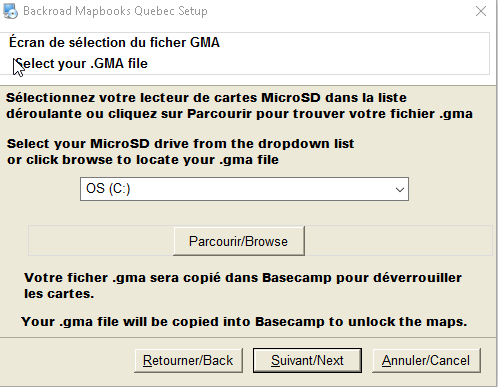 Backroad Mapbooks Quebec Setup
Écran de sélection du ficher GMA
Select your .GMA file
Sélectionnez votre lecteur de cartes MicroSD dans la liste
déroulante ou cliquez sur Parcourir pour trouver votre fichier .gma
Select your MicroSD drive from the dropdown list
or click browse to locate your .gma file
OS (C:)
Parcourir/Browse
Votre ficher .gma sera copié dans Basecamp pour déverrouiller
les cartes.
Your .gma file will be copied into Basecamp to unlock the maps.
Retourner/Back
Suivant/Next
Annuler/Cancel